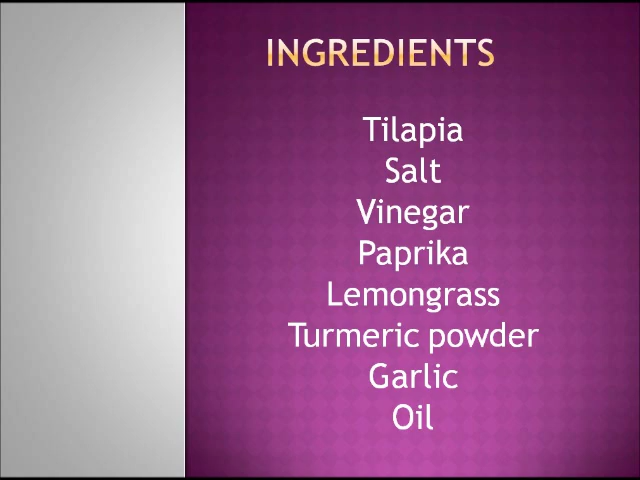 INGREDIENTS
Tilapia
Salt
Vinegar
Paprika
Lemongrass
Turmeric powder
Garlic
Oil